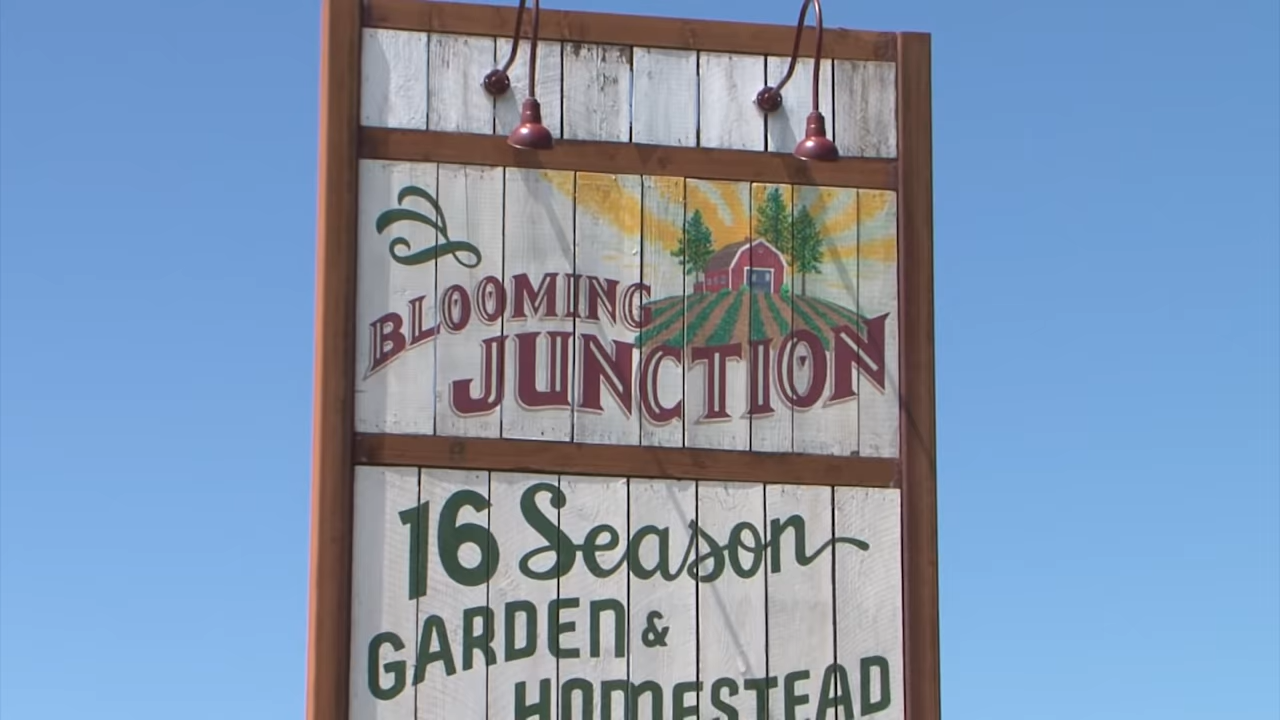 BLOOMING
JUNCTION
16 Season
GARDEN &
HOMESTEAD